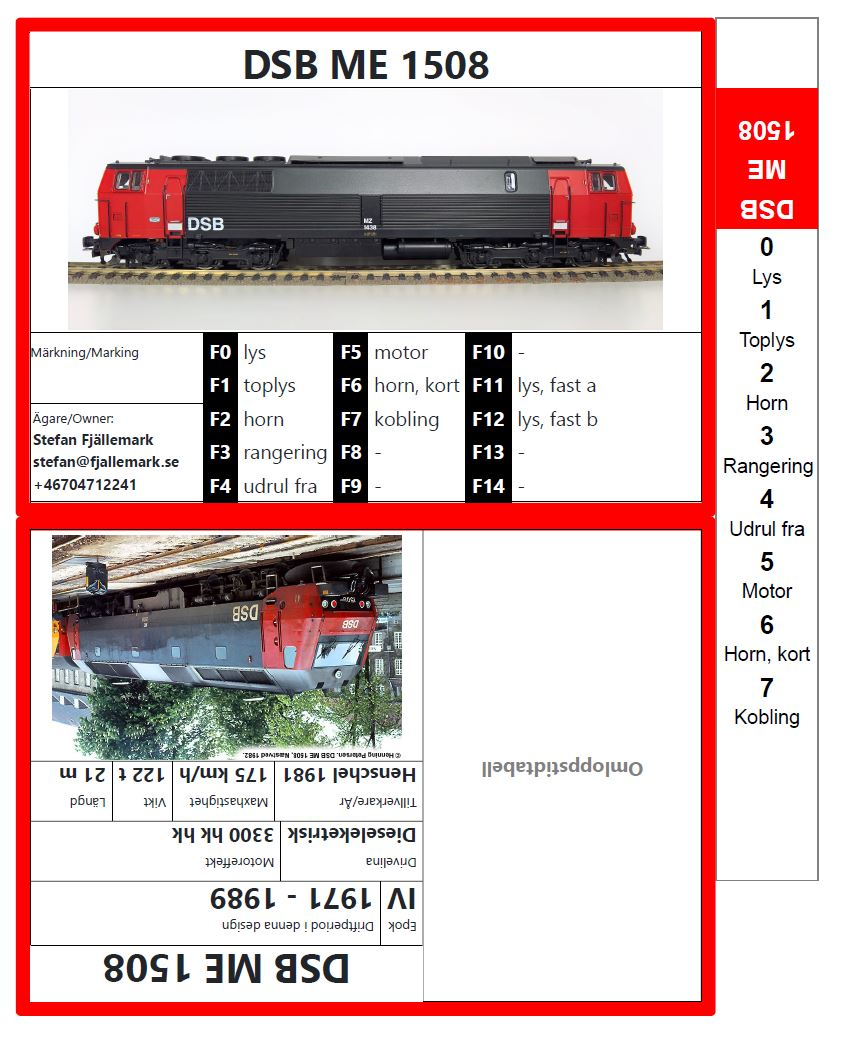 DSB ME 1508
DSB
MZ
1438
Märkning/Marking
Ägare/Owner:
Stefan Fjällemark
stefan@fjallemark.se
+46704712241
F0 lys
F1 toplys
F2 horn
F3 rangering
F4 udrul fra
F5 motor
F6 horn, kort
F7 kobling
F8 -
F9 -
F10 -
F11 lys, fast a
F12 lys, fast b
F13 -
F14 -
DSB
ME
1508
0
Lys
1
Toplys
2
Horn
3
Rangering
4
Udrul fra
5
Motor
6
Horn, kort
7
Kobling
DSB ME 1508
Epok
IV
Driftperiod i denna design
1971 - 1989
Drivelina
Dieseleketrisk
Motoreffekt
3300 hk hk
Tillverkare/År
Henschel 1981
Maxhastighet
175 km/h
Vikt
122 t
Längd
21 m
© Henning Petersen. DSB ME 1508, Næstved 1982.
DSB
DSB
Omloppstidtabell